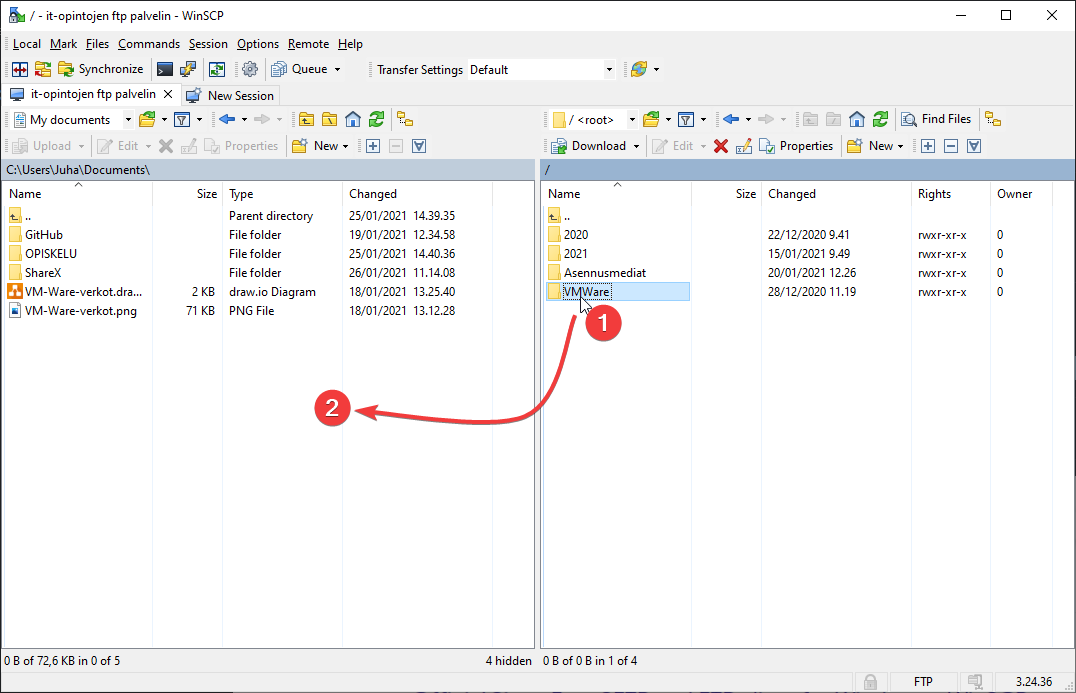 / - it-opintojen ftp palvelin - WinSCP
Local Mark Files Commands Session Options Remote Help
Synchronize Queue Transfer Settings Default
it-opintojen ftp palvelin New Session
My documents
/ <root> Find Files
Upload Edit Properties New
Download Edit Properties New
C:\Users\Juha\Documents\
Name Size Type Changed
.. Parent directory 25/01/2021 14.39.35
GitHub File folder 19/01/2021 12.34.58
OPISKELU File folder 25/01/2021 14.40.36
ShareX File folder 26/01/2021 11.14.08
VM-Ware-verkot.dra... 2 KB draw.io Diagram 18/01/2021 13.25.40
VM-Ware-verkot.png 71 KB PNG File 18/01/2021 13.12.28
/
Name Size Changed Rights Owner
..
2020 22/12/2020 9.41 rwxr-xr-x 0
2021 15/01/2021 9.49 rwxr-xr-x 0
Asennusmediat 20/01/2021 12.26 rwxr-xr-x 0
VMWare 28/12/2020 11.19 rwxr-xr-x 0
1
2
0 B of 72,6 KB in 0 of 5 4 hidden
0 B of 0 B in 1 of 4
FTP 3.24.36